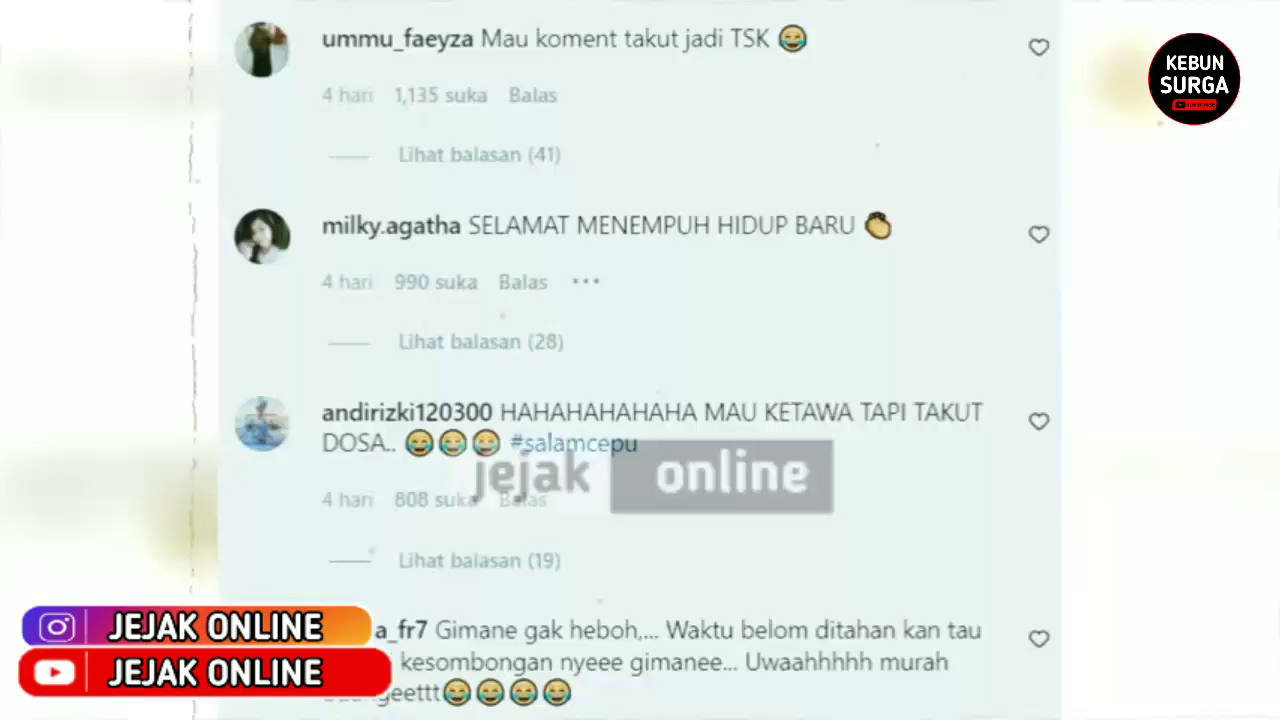 ummu_faeyza Mau koment takut jadi TSK 😂
4 hari 1,135 suka Balas
Lihat balasan (41)
KEBUN
SURGA
milky.agatha SELAMAT MENEMPUH HIDUP BARU 👏
4 hari 990 suka Balas ...
Lihat balasan (28)
andirizki120300 HAHAHAHAHAHA MAU KETAWA TAPI TAKUT
DOSA.. 😂😂😂 #salamcepu
jejak online
4 hari 808 suka Balas
Lihat balasan (19)
a_fr7 Gimane gak heboh,... Waktu belom ditahan kan tau
kesombongan nyeee gimanee... Uwaahhhhh murah
😂😂😂😂
JEJAK ONLINE
JEJAK ONLINE